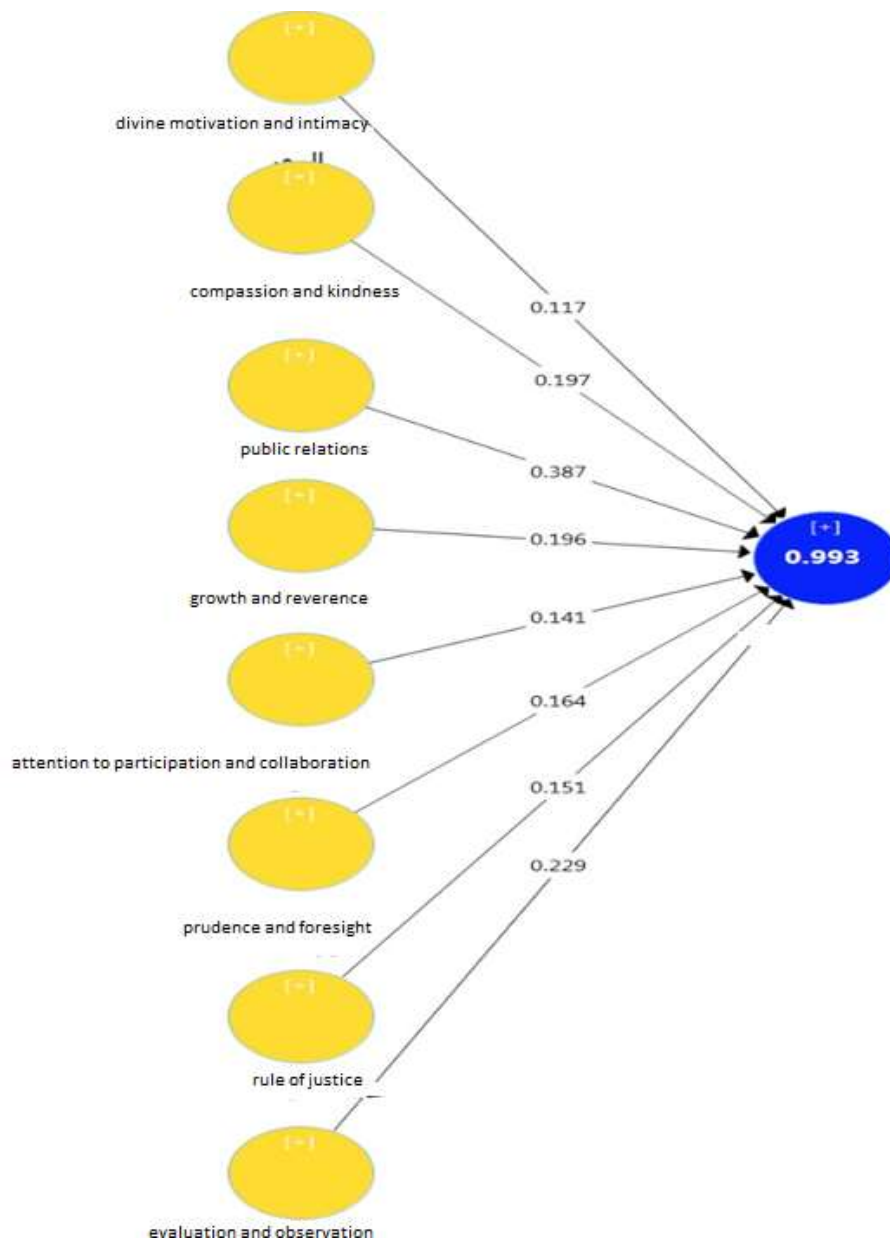 [+]
divine motivation and intimacy
[+]
compassion and kindness
0.117
0.197
[+]
public relations
0.387
[+]
growth and reverence
0.196
[+]
0.993
0.141
[+]
attention to participation and collaboration
0.164
[+]
prudence and foresight
0.151
0.229
[+]
rule of justice
[+]
evaluation and observation